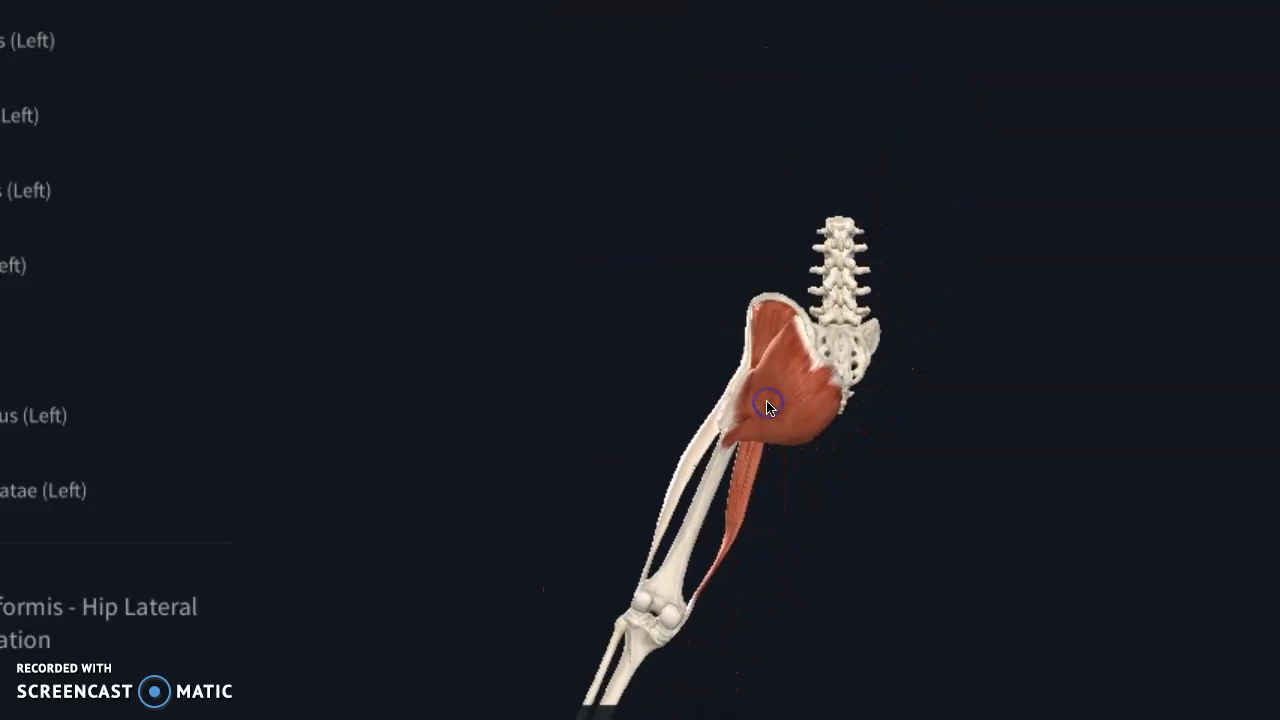 s (Left)
Left)
s (Left)
eft)
us (Left)
atae (Left)
formis - Hip Lateral
ation
RECORDED WITH
SCREENCAST MATIC